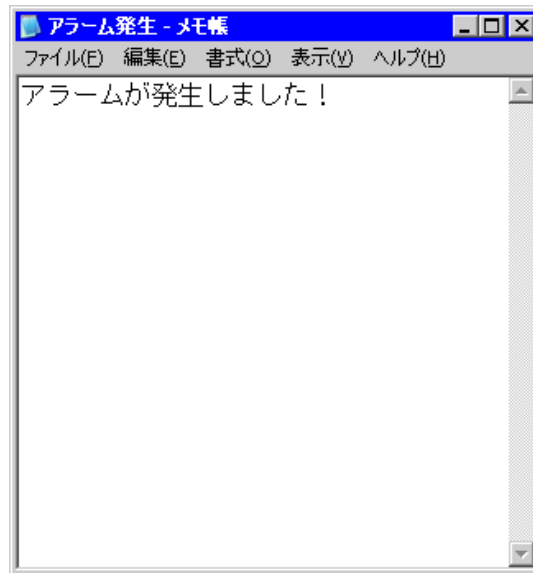 アラーム発生 - メモ帳
ファイル(F) 編集(E) 書式(O) 表示(V) ヘルプ(H)
アラームが発生しました！